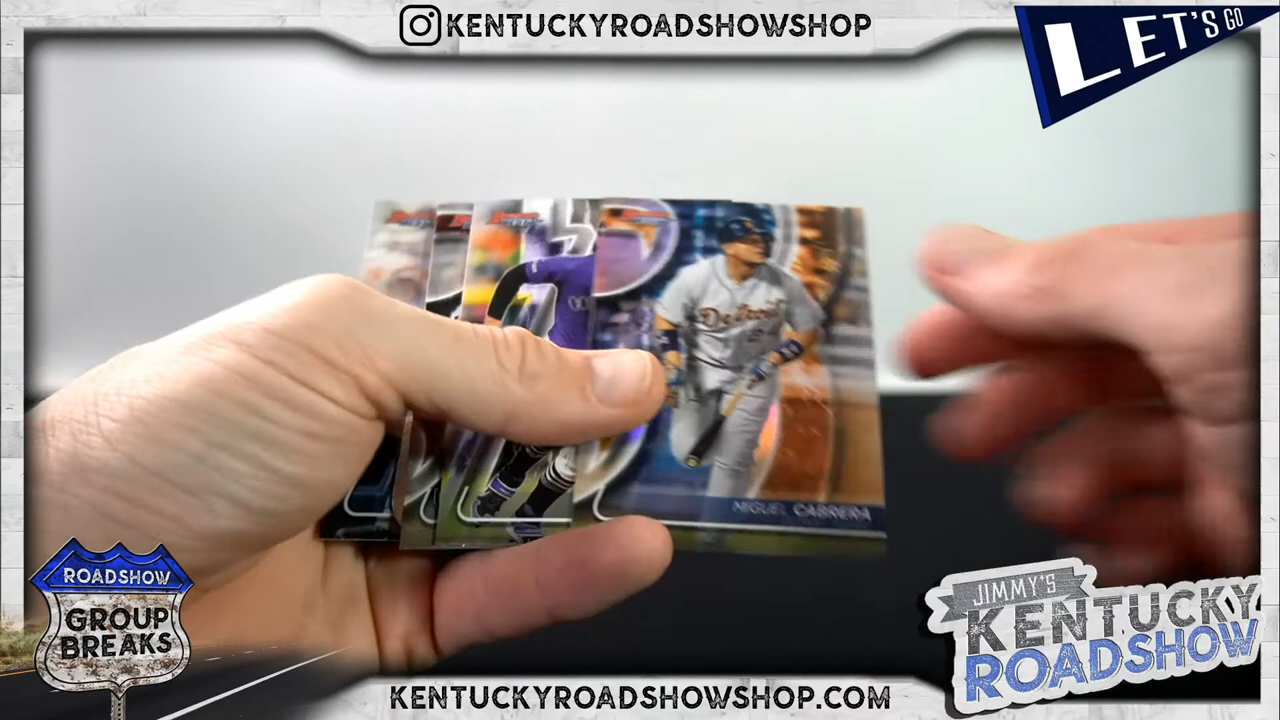 KENTUCKYROADSHOWSHOP
LET'S GO
Detroit
MIGUEL CABRERA
ROADSHOW
GROUP
BREAKS
JIMMY'S
KENTUCKY
ROADSHOW
KENTUCKYROADSHOWSHOP.COM